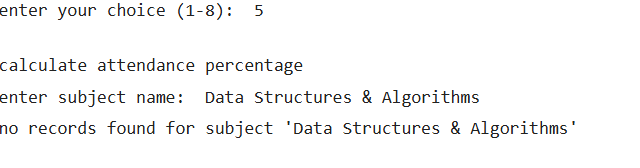 enter your choice (1-8):  5
calculate attendance percentage
enter subject name:  Data Structures & Algorithms
no records found for subject 'Data Structures & Algorithms'